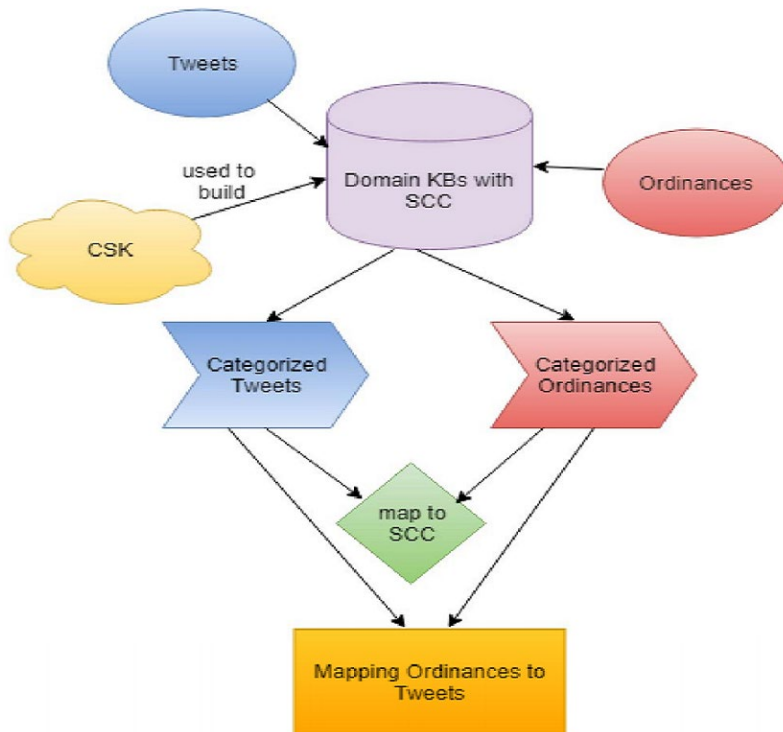 Tweets
used to
build
Domain KBs with
SCC
Ordinances
CSK
Categorized
Tweets
Categorized
Ordinances
map to
SCC
Mapping Ordinances to
Tweets